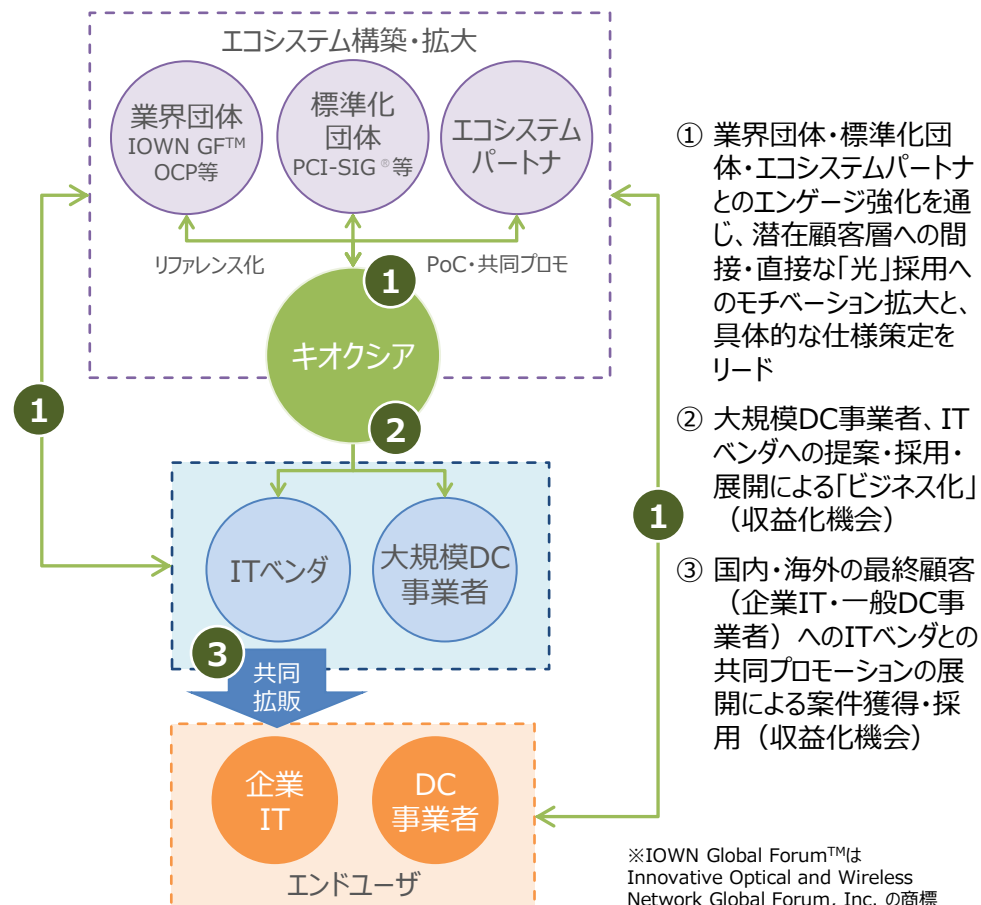 エコシステム構築・拡大
業界団体
IOWN GF™
OCP等
標準化
団体
PCI-SIG®等
エコシステム
パートナ
リファレンス化
PoC・共同プロモ
1
キオクシア
2
1
1
ITベンダ
大規模DC
事業者
3
共同
拡販
企業
IT
DC
事業者
エンドユーザ
① 業界団体・標準化団
体・エコシステムパートナ
とのエンゲージ強化を通
じ、潜在顧客層への間
接・直接な「光」採用へ
のモチベーション拡大と、
具体的な仕様策定を
リード
② 大規模DC事業者、IT
ベンダへの提案・採用・
展開による「ビジネス化」
（収益化機会）
③ 国内・海外の最終顧客
（企業IT・一般DC事
業者）へのITベンダとの
共同プロモーションの展
開による案件獲得・採
用（収益化機会）
※IOWN Global Forum™は
Innovative Optical and Wireless
Network Global Forum, Inc. の商標